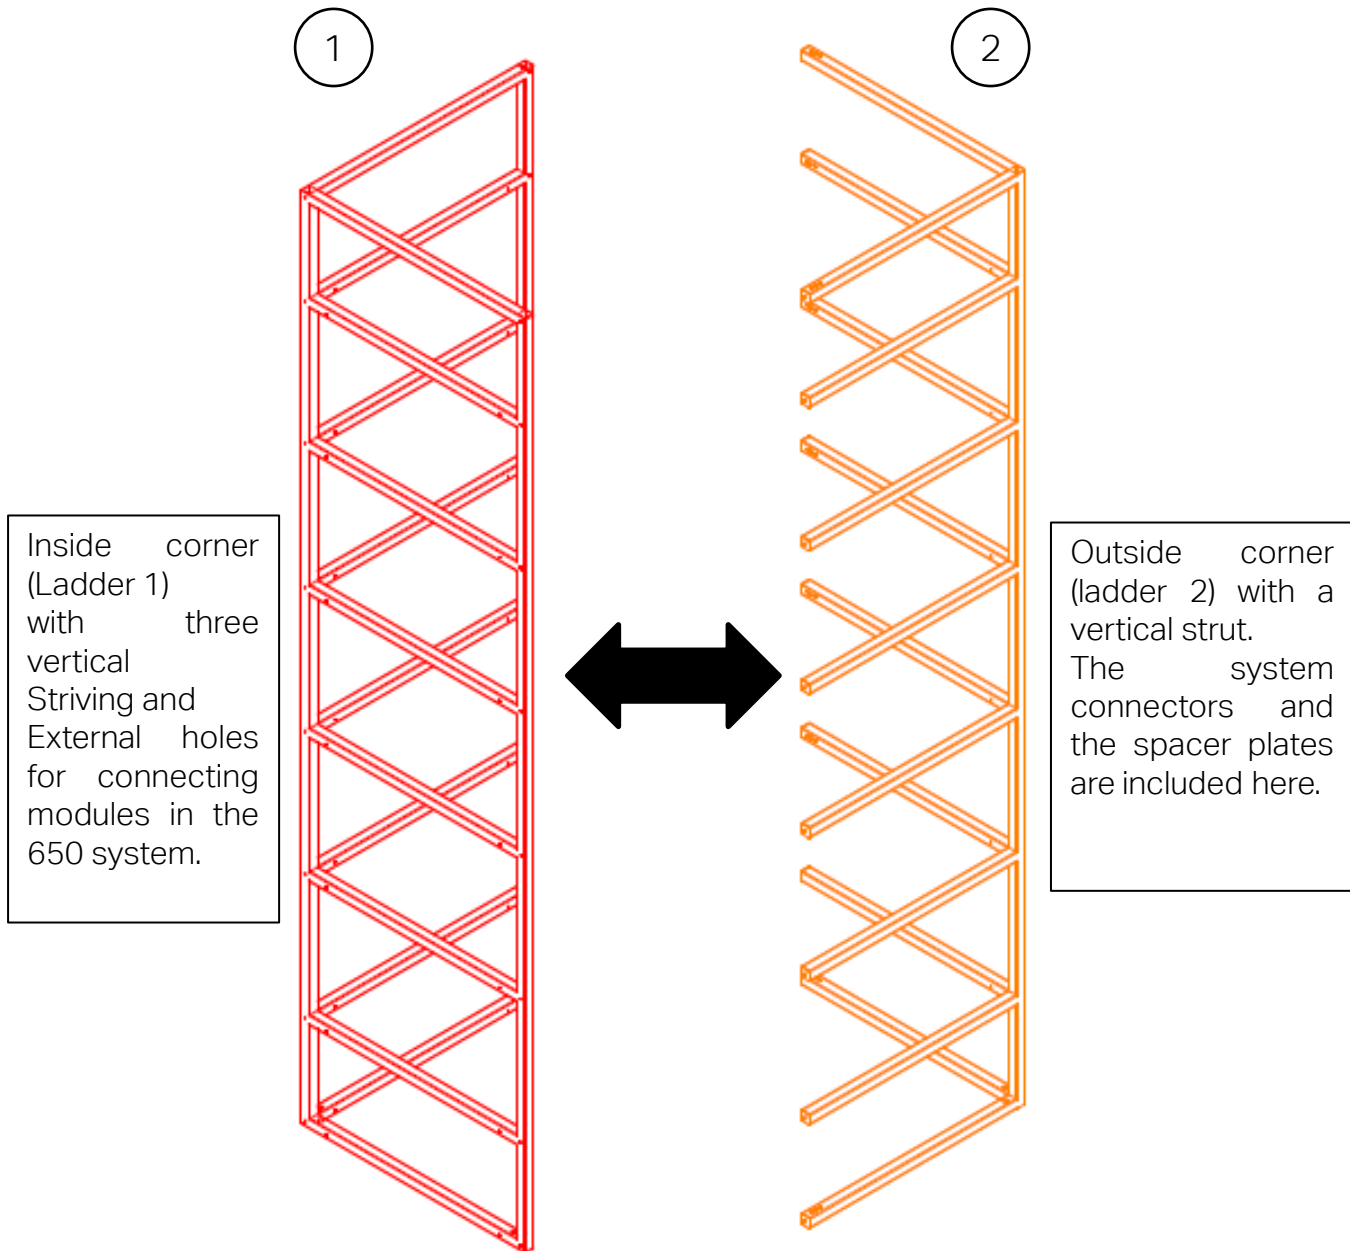 1
2
Inside corner
(Ladder 1)
with three
vertical
Striving and
External holes
for connecting
modules in the
650 system.
Outside corner
(ladder 2) with a
vertical strut.
The system
connectors and
the spacer plates
are included here.